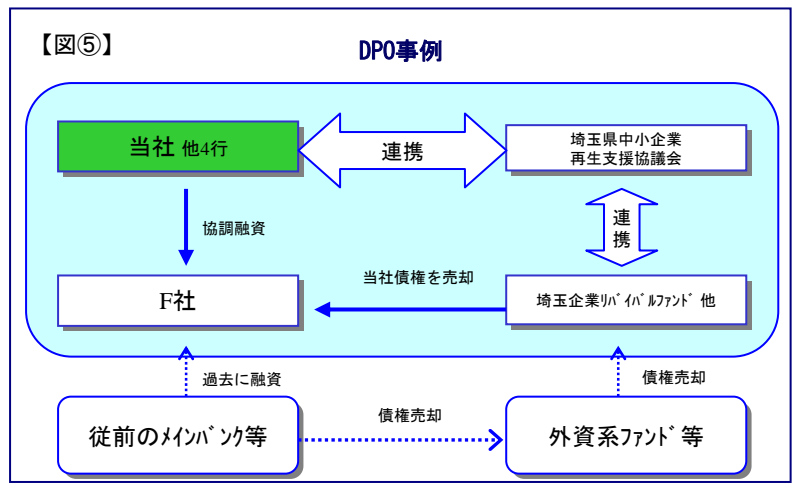 【図⑤】
DPO事例
当社 他4行
連携
埼玉県中小企業
再生支援協議会
協調融資
連
携
当社債権を売却
F社
埼玉企業ﾘﾊﾞｲﾊﾞﾙﾌｧﾝﾄﾞ 他
過去に融資
債権売却
債権売却
従前のﾒｲﾝﾊﾞﾝｸ等
外資系ﾌｧﾝﾄﾞ等